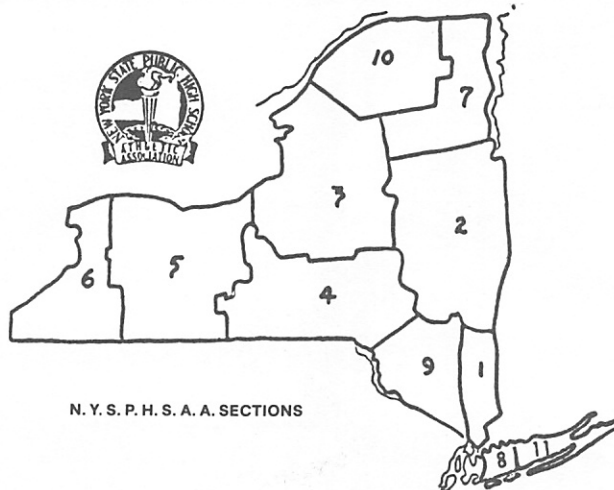 NEW YORK STATE PUBLIC HIGH SCH
ATHLETIC
ASSOCIATION
10
7
3
2
6
5
4
9
1
8
11
N. Y. S. P. H. S. A. A. SECTIONS